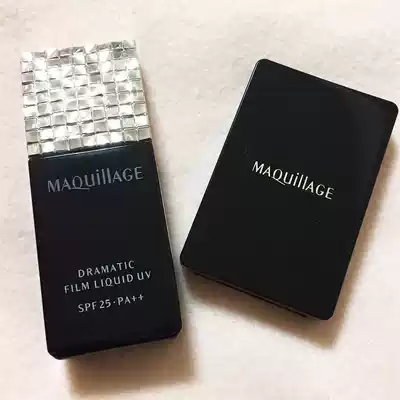 MAQuillAGE
DRAMATIC
FILM LIQUID UV
SPF25·PA++
MAQuillAGE